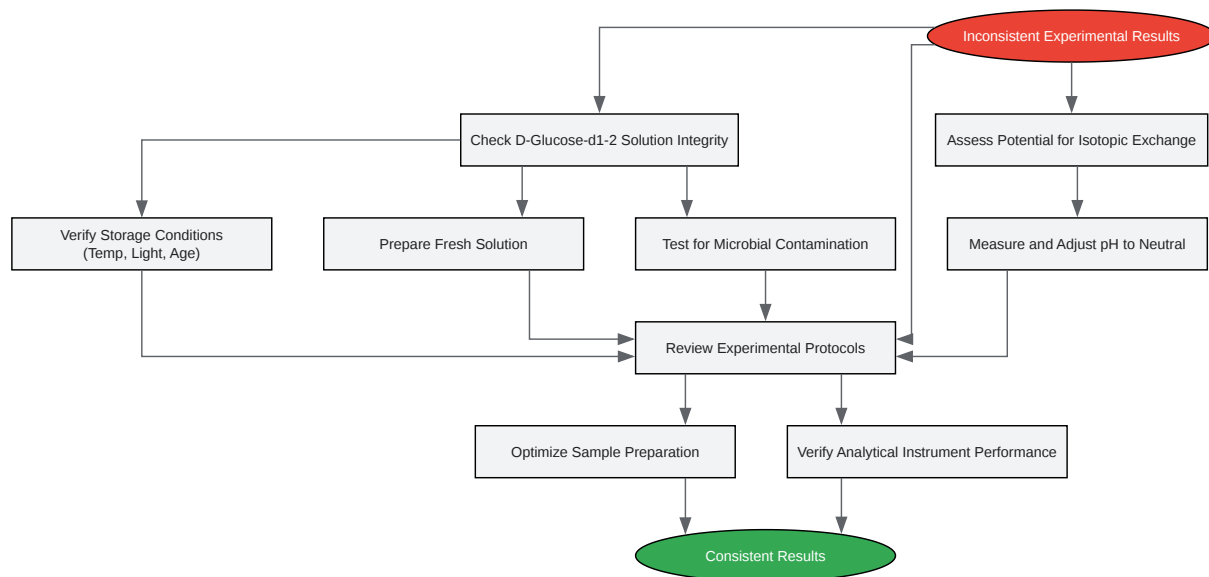 Inconsistent Experimental Results
Check D-Glucose-d1-2 Solution Integrity
Assess Potential for Isotopic Exchange
Verify Storage Conditions
(Temp, Light, Age)
Prepare Fresh Solution
Test for Microbial Contamination
Measure and Adjust pH to Neutral
Review Experimental Protocols
Optimize Sample Preparation
Verify Analytical Instrument Performance
Consistent Results